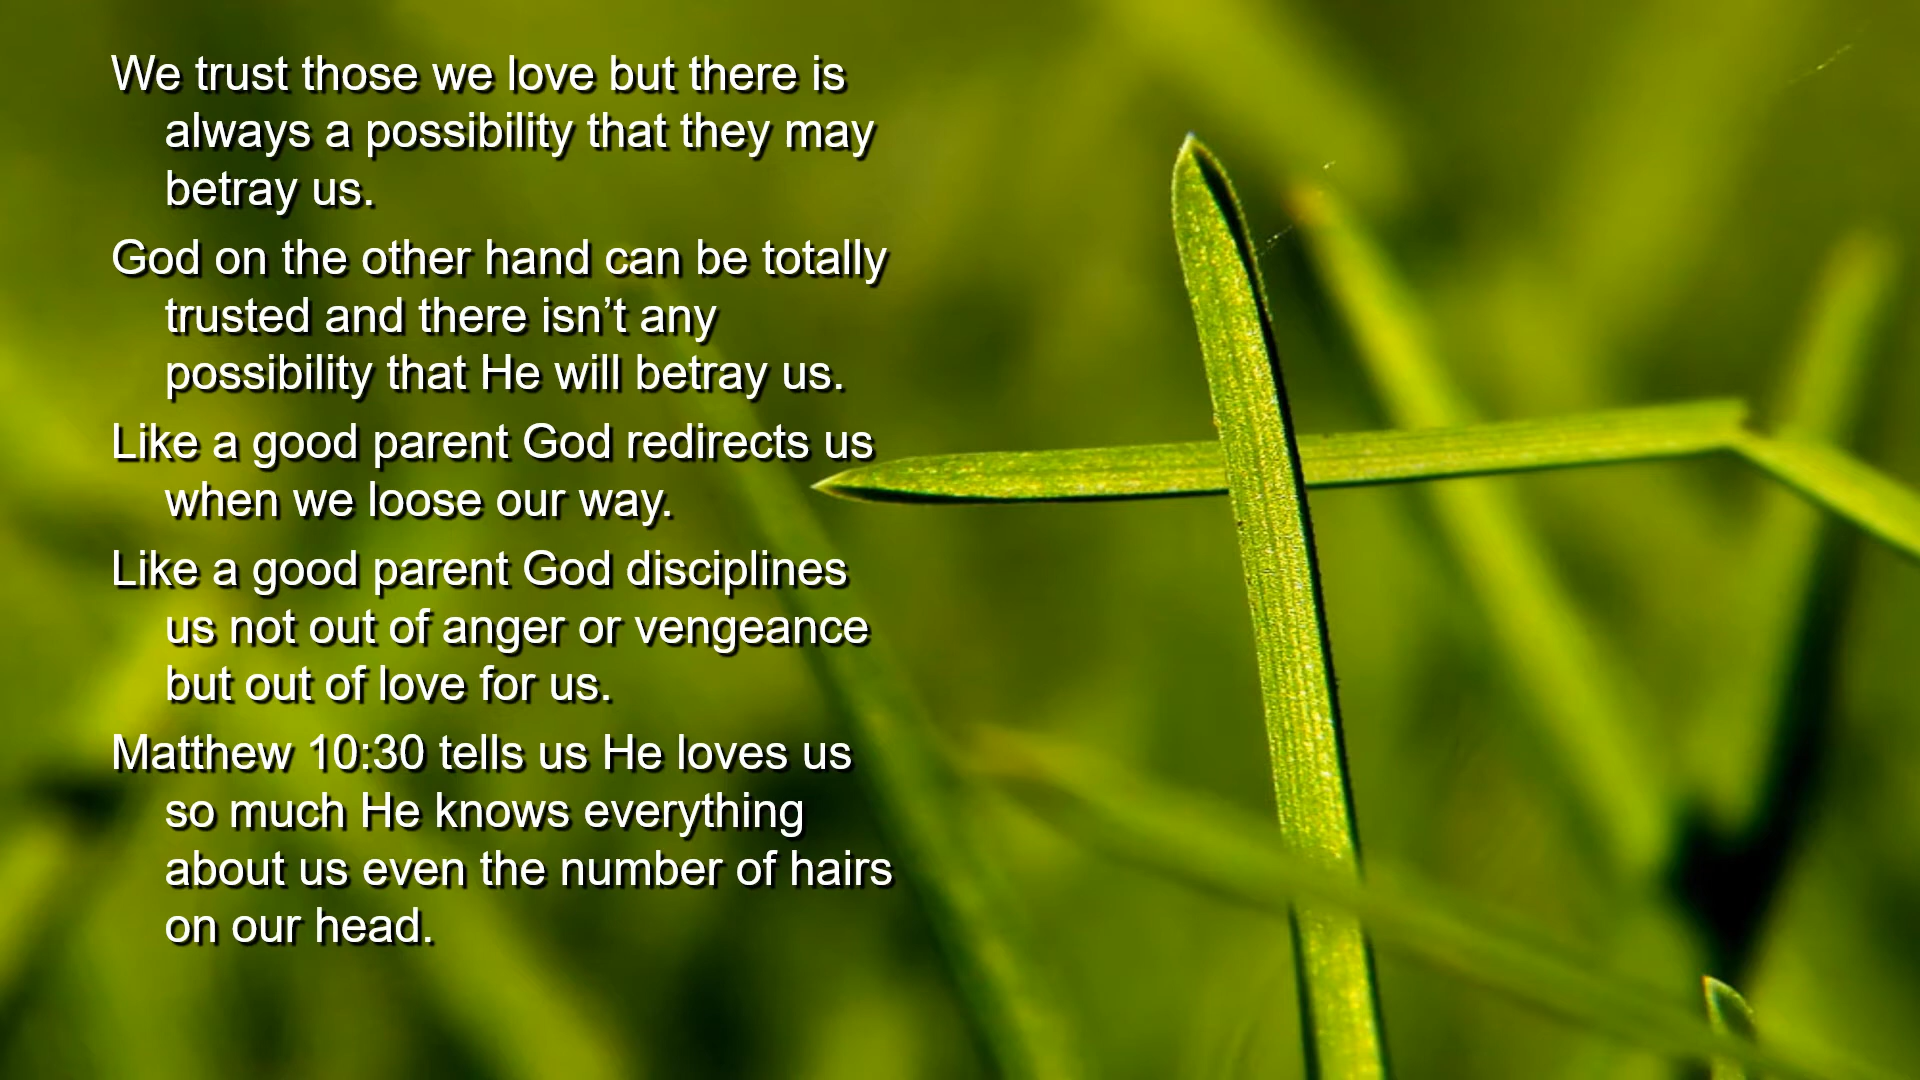 We trust those we love but there is
always a possibility that they may
betray us.
God on the other hand can be totally
trusted and there isn’t any
possibility that He will betray us.
Like a good parent God redirects us
when we loose our way.
Like a good parent God disciplines
us not out of anger or vengeance
but out of love for us.
Matthew 10:30 tells us He loves us
so much He knows everything
about us even the number of hairs
on our head.